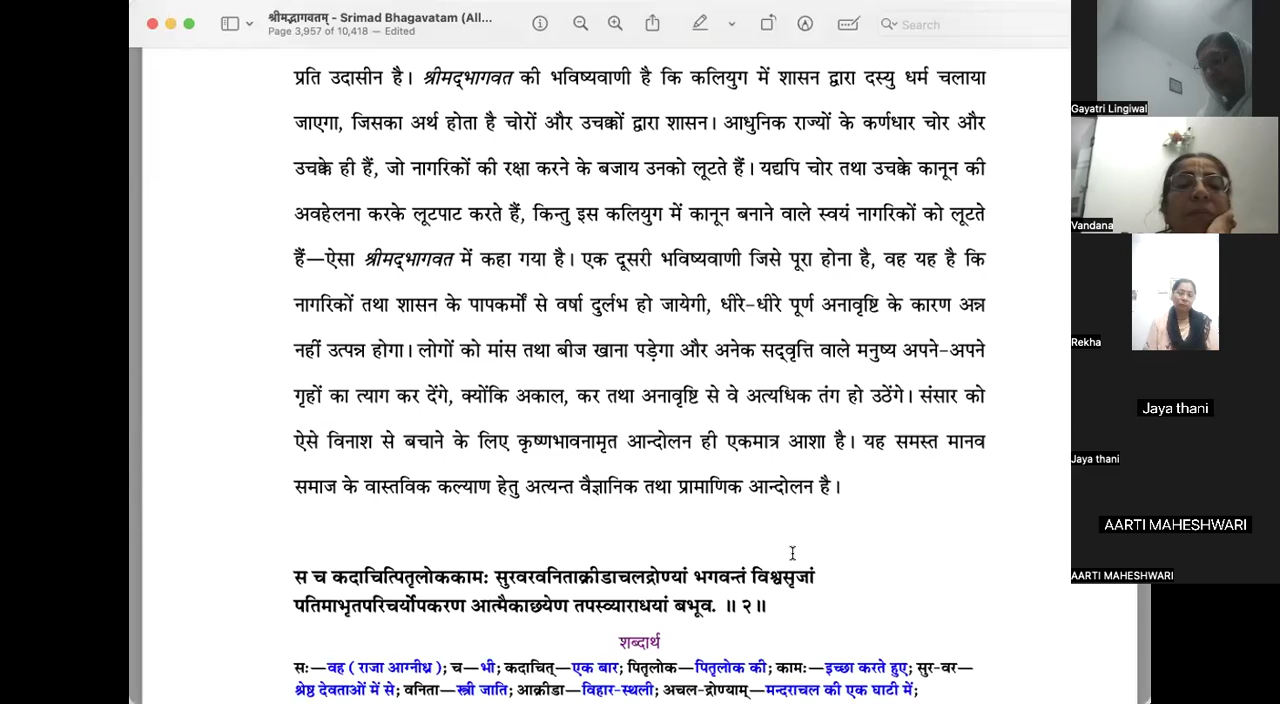 श्रीमद्भागवतम् - Srimad Bhagavatam (All...
Page 3,957 of 10,418 — Edited
Search
प्रति उदासीन है। श्रीमद्भागवत की भविष्यवाणी है कि कलियुग में शासन द्वारा दस्यु धर्म चलाया
जाएगा, जिसका अर्थ होता है चोरों और उचक्कों द्वारा शासन। आधुनिक राज्यों के कर्णधार चोर और
उचक्के ही हैं, जो नागरिकों की रक्षा करने के बजाय उनको लूटते हैं। यद्यपि चोर तथा उचक्के कानून की
अवहेलना करके लूटपाट करते हैं, किन्तु इस कलियुग में कानून बनाने वाले स्वयं नागरिकों को लूटते
हैं—ऐसा श्रीमद्भागवत में कहा गया है। एक दूसरी भविष्यवाणी जिसे पूरा होना है, वह यह है कि
नागरिकों तथा शासन के पापकर्मों से वर्षा दुर्लभ हो जायेगी, धीरे-धीरे पूर्ण अनावृष्टि के कारण अन्न
नहीं उत्पन्न होगा। लोगों को मांस तथा बीज खाना पड़ेगा और अनेक सद्वृत्ति वाले मनुष्य अपने-अपने
गृहों का त्याग कर देंगे, क्योंकि अकाल, कर तथा अनावृष्टि से वे अत्यधिक तंग हो उठेंगे। संसार को
ऐसे विनाश से बचाने के लिए कृष्णभावनामृत आन्दोलन ही एकमात्र आशा है। यह समस्त मानव
समाज के वास्तविक कल्याण हेतु अत्यन्त वैज्ञानिक तथा प्रामाणिक आन्दोलन है।
स च कदाचित्पितृलोककाम: सुरवरवनिताक्रीडाचलद्रोण्यां भगवन्तं विश्वसृजां
पतिमाभृतपरिचर्योपकरण आत्मैकाछ्येण तपस्व्याराधयां बभूव. ॥ २॥
शब्दार्थ
सः—वह ( राजा आग्नीध्र ); च—भी; कदाचित्—एक बार; पितृलोक—पितृलोक की; कामः—इच्छा करते हुए; सुर-वर—
श्रेष्ठ देवताओं में से; वनिता—स्त्री जाति; आक्रीडा—विहार-स्थली; अचल-द्रोण्याम्—मन्दराचल की एक घाटी में;
Gayatri Lingiwal
Vandana
Rekha
Jaya thani
Jaya thani
AARTI MAHESHWARI
AARTI MAHESHWARI